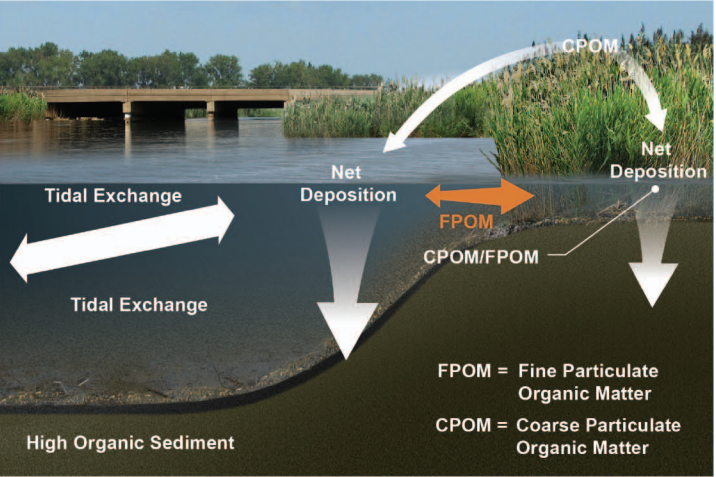 CPOM
Net
Deposition
Net
Deposition
Tidal Exchange
FPOM
CPOM/FPOM
Tidal Exchange
FPOM = Fine Particulate
Organic Matter
CPOM = Coarse Particulate
Organic Matter
High Organic Sediment